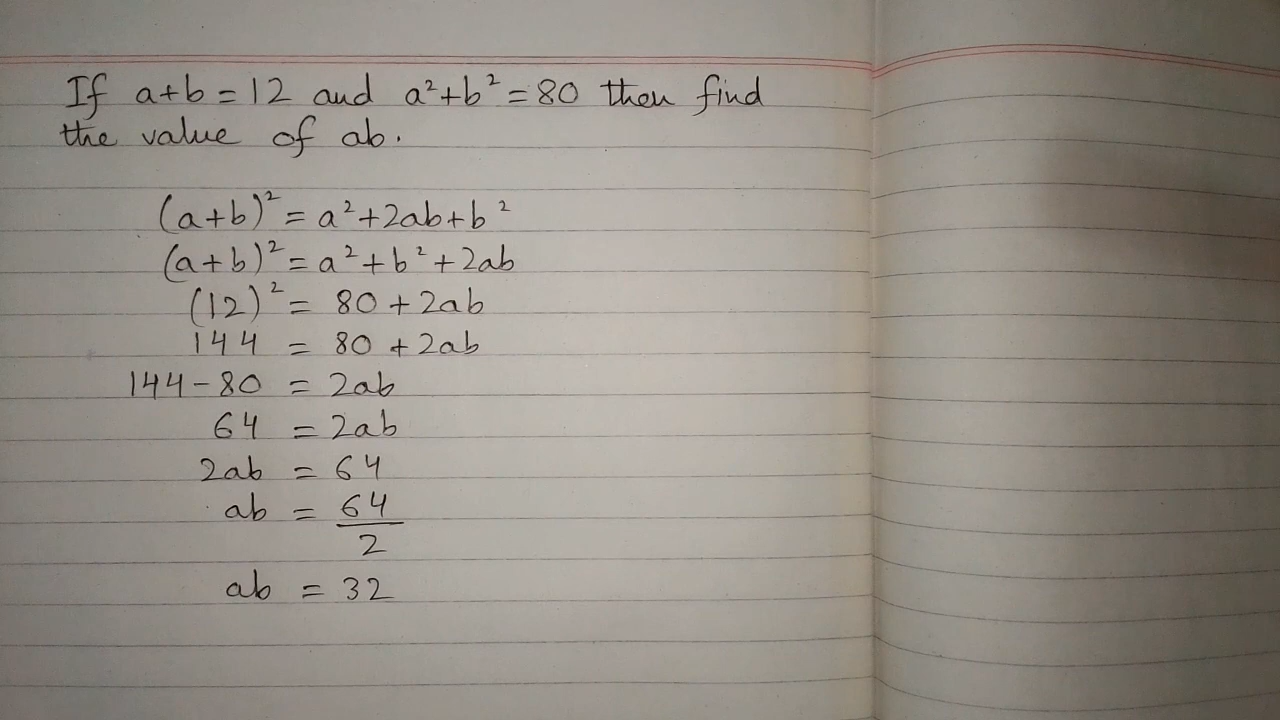 If a+b=12 and a²+b²=80 then find
the value of ab.
(a+b)²=a²+2ab+b²
(a+b)²=a²+b²+2ab
(12)²= 80+2ab
144 = 80+2ab
144-80 = 2ab
64 = 2ab
2ab = 64
ab = 64
2
ab = 32